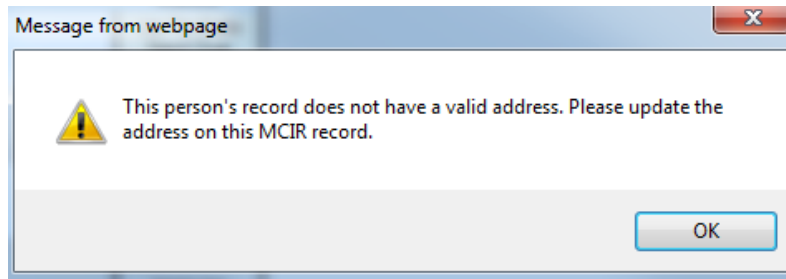 Message from webpage
This person's record does not have a valid address. Please update the
address on this MCIR record.
OK